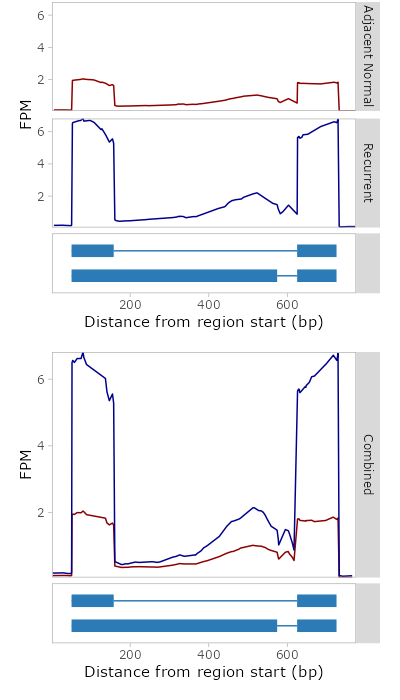 6
4
2
Adjacent Normal
FPM
6
4
2
Recurrent
200 400 600
Distance from region start (bp)
6
4
2
FPM
Combined
200 400 600
Distance from region start (bp)